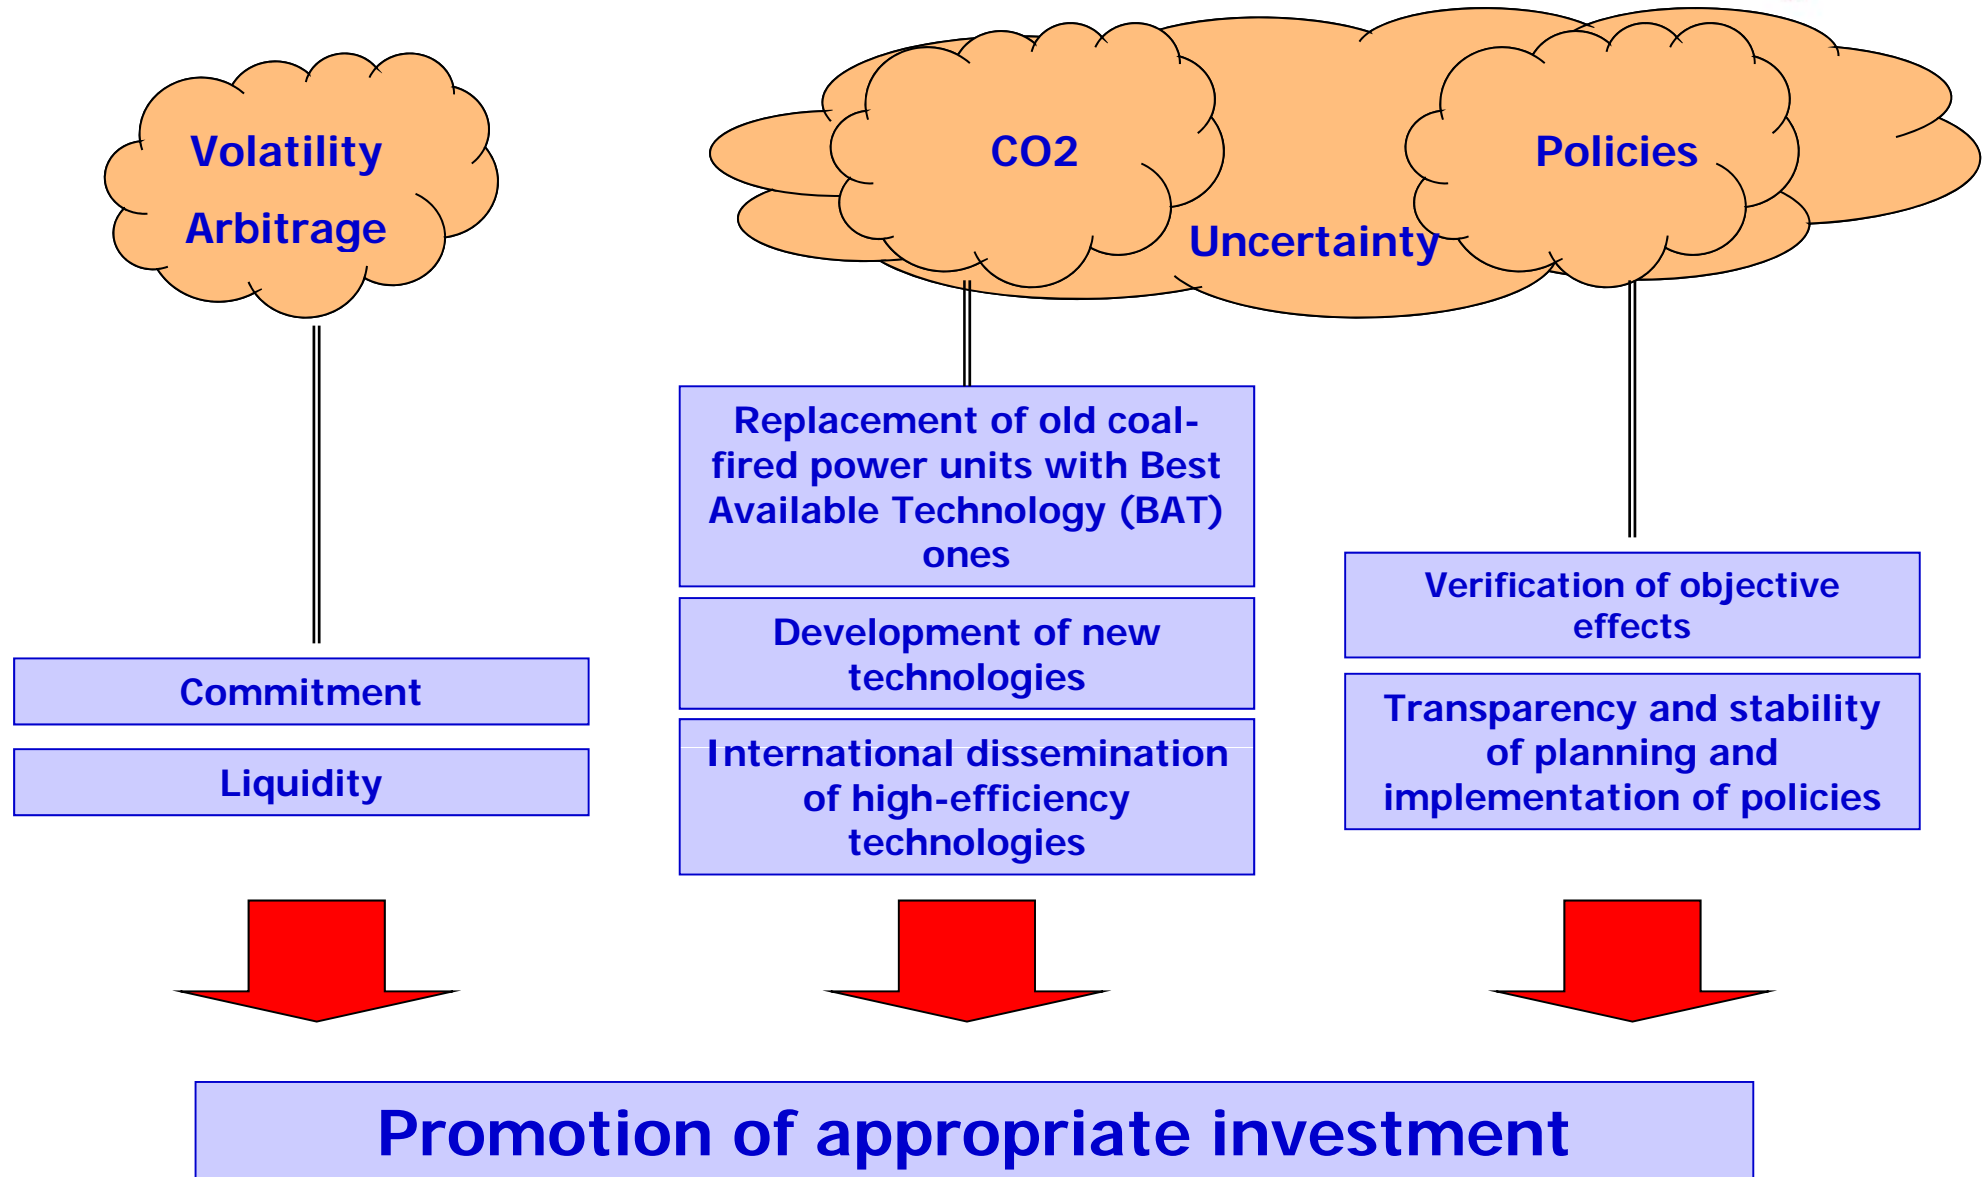 Volatility
Arbitrage
CO2
Policies
Uncertainty
Replacement of old coal-
fired power units with Best
Available Technology (BAT)
ones
Development of new
technologies
International dissemination
of high-efficiency
technologies
Verification of objective
effects
Transparency and stability
of planning and
implementation of policies
Commitment
Liquidity
Promotion of appropriate investment